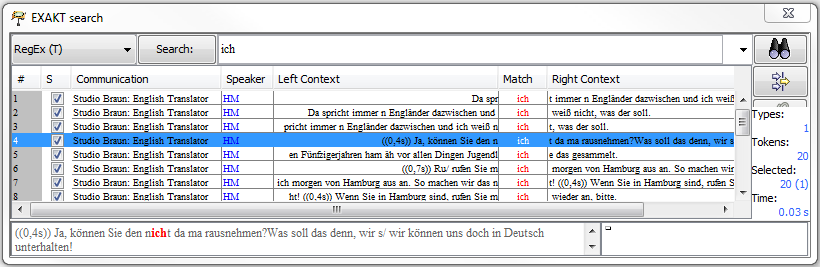 EXAKT search
RegEx (T) Search: ich
# S Communication Speaker Left Context Match Right Context
1 Studio Braun: English Translator HM Da spr ich t immer n Engländer dazwischen und ich weiß
2 Studio Braun: English Translator HM Da spricht immer n Engländer dazwischen und ich weiß nicht, was der soll.
3 Studio Braun: English Translator HM pricht immer n Engländer dazwischen und ich weiß n ich t, was der soll.
4 Studio Braun: English Translator HM ((0,4s)) Ja, können Sie den n ich t da ma rausnehmen?Was soll das denn, wir s
5 Studio Braun: English Translator HM en Fünfzigerjahren ham äh vor allen Dingen Jugendl ich e das gesammelt.
6 Studio Braun: English Translator HM ((0,7s)) Ru/ rufen Sie m ich morgen von Hamburg aus an. So machen wir das n
7 Studio Braun: English Translator HM ich morgen von Hamburg aus an. So machen wir das n ich t! ((0.4s)) Wenn Sie in Hamburg sind, rufen S
8 Studio Braun: English Translator HM ht! ((0.4s)) Wenn Sie in Hamburg sind, rufen Sie m ich wieder an, bitte.
Types:
1
Tokens:
20
Selected:
20 (1)
Time:
0.03 s
((0,4s)) Ja, können Sie den nicht da ma rausnehmen?Was soll das denn, wir s/ wir können uns doch in Deutsch
unterhalten!